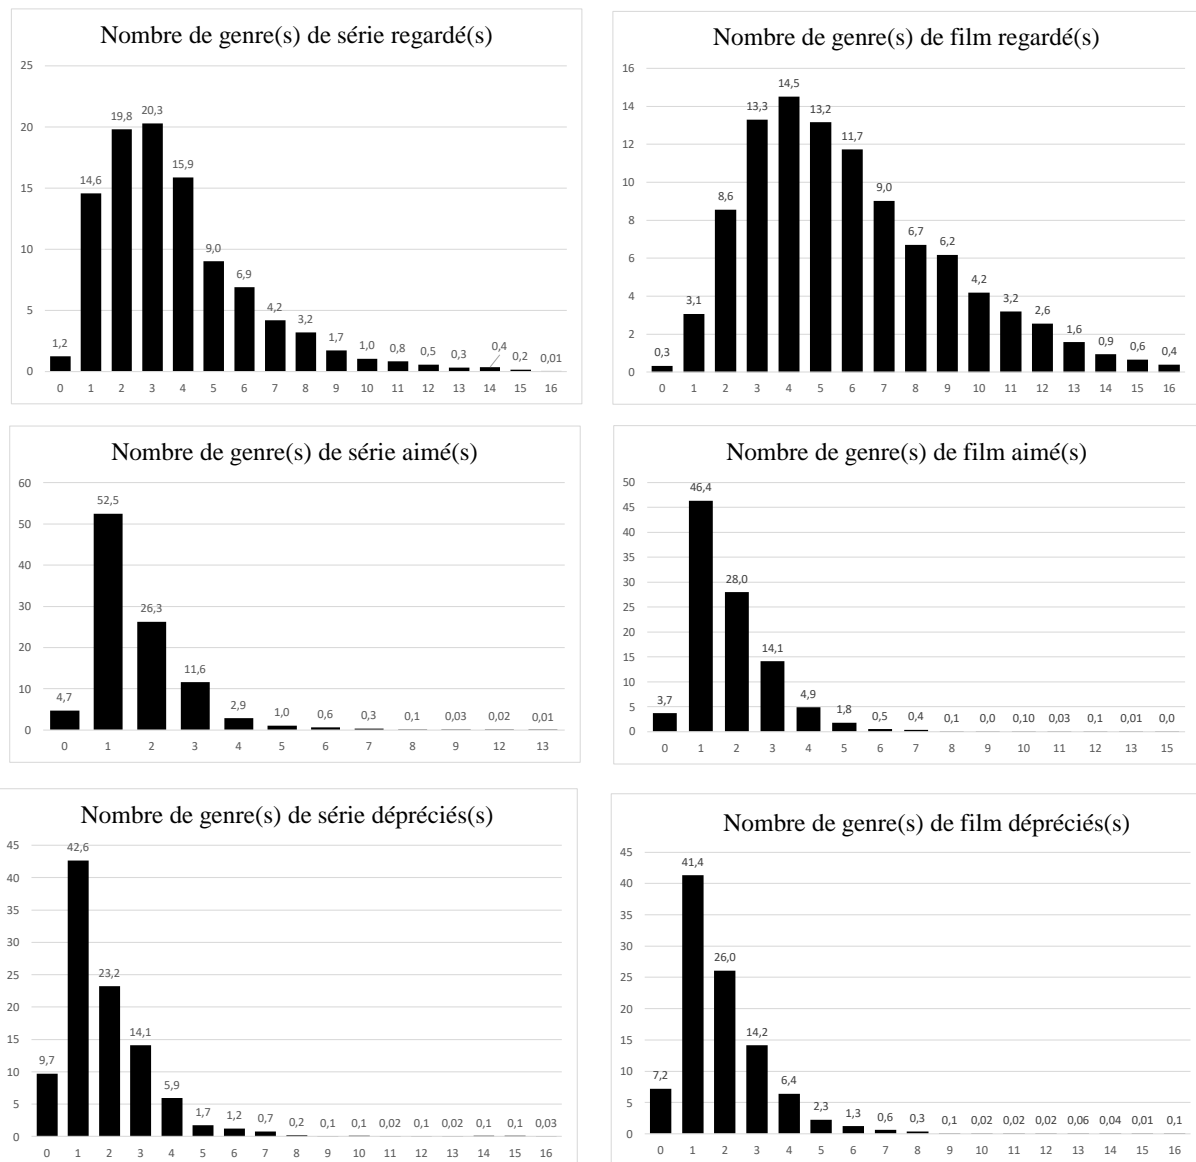 Nombre de genre(s) de série regardé(s)
25
20
15
10
5
0
1,2 14,6 19,8 20,3 15,9 9,0 6,9 4,2 3,2 1,7 1,0 0,8 0,5 0,3 0,4 0,2 0,01
0 1 2 3 4 5 6 7 8 9 10 11 12 13 14 15 16
Nombre de genre(s) de film regardé(s)
16
14
12
10
8
6
4
2
0
0,3 3,1 8,6 13,3 14,5 13,2 11,7 9,0 6,7 6,2 4,2 3,2 2,6 1,6 0,9 0,6 0,4
0 1 2 3 4 5 6 7 8 9 10 11 12 13 14 15 16
Nombre de genre(s) de série aimé(s)
60
50
40
30
20
10
0
4,7 52,5 26,3 11,6 2,9 1,0 0,6 0,3 0,1 0,03 0,02 0,01
0 1 2 3 4 5 6 7 8 9 12 13
Nombre de genre(s) de film aimé(s)
50
45
40
35
30
25
20
15
10
5
0
3,7 46,4 28,0 14,1 4,9 1,8 0,5 0,4 0,1 0,0 0,10 0,03 0,1 0,01 0,0
0 1 2 3 4 5 6 7 8 9 10 11 12 13 15
Nombre de genre(s) de série dépréciés(s)
45
40
35
30
25
20
15
10
5
0
9,7 42,6 23,2 14,1 5,9 1,7 1,2 0,7 0,2 0,1 0,1 0,02 0,1 0,02 0,1 0,1 0,03
0 1 2 3 4 5 6 7 8 9 10 11 12 13 14 15 16
Nombre de genre(s) de film dépréciés(s)
45
40
35
30
25
20
15
10
5
0
7,2 41,4 26,0 14,2 6,4 2,3 1,3 0,6 0,3 0,1 0,02 0,02 0,02 0,06 0,04 0,01 0,1
0 1 2 3 4 5 6 7 8 9 10 11 12 13 14 15 16